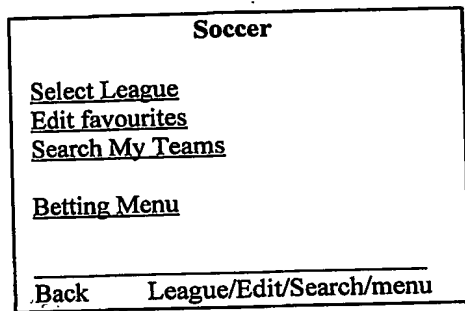 Soccer
Select League
Edit favourites
Search My Teams
Betting Menu
Back League/Edit/Search/menu